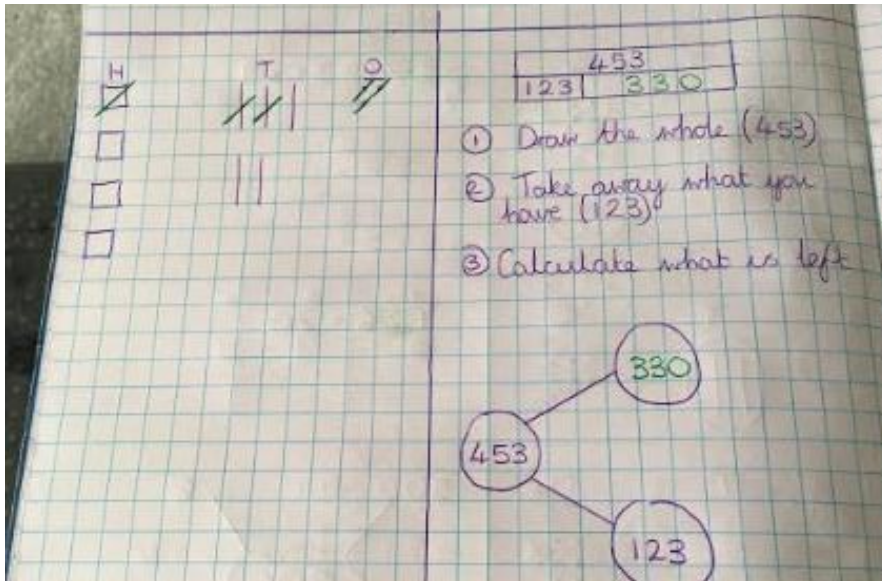 H T O
453
123 330
① Draw the whole (453)
② Take away what you
have (123)
③ Calculate what is left
330
453
123